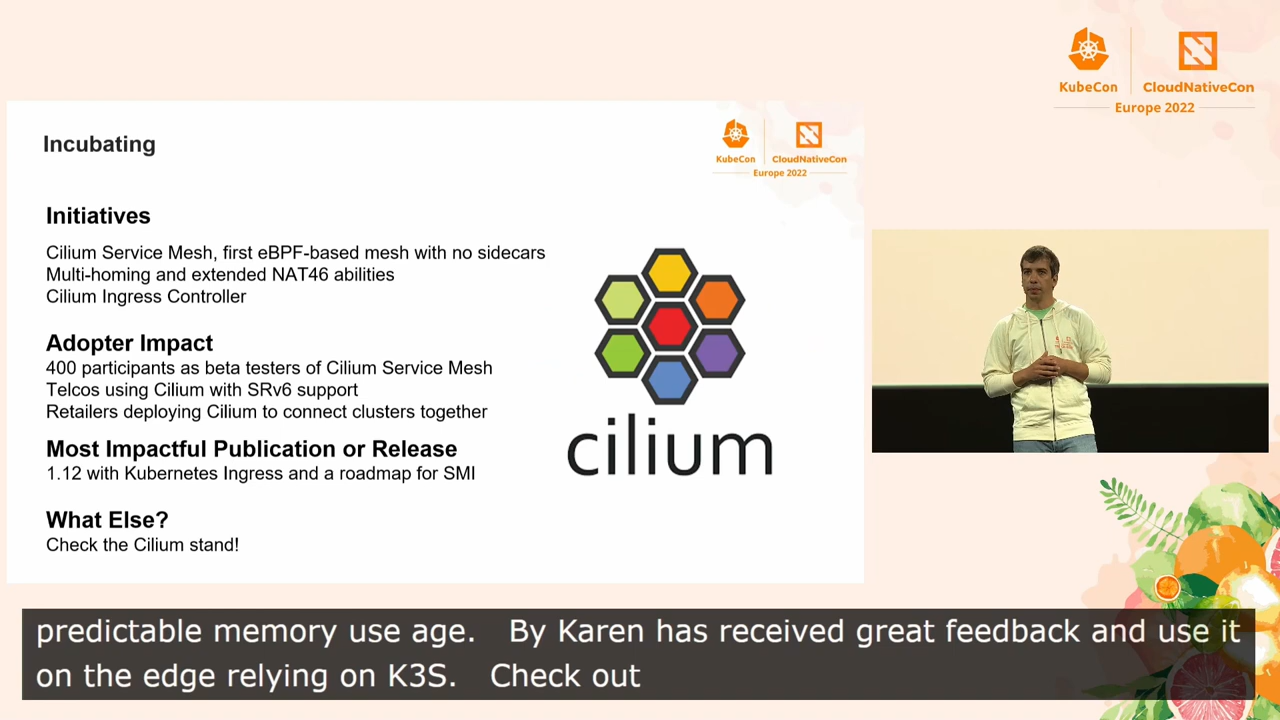 KubeCon
CloudNativeCon
Europe 2022
Incubating
KubeCon
CloudNativeCon
Europe 2022
Initiatives
Cilium Service Mesh, first eBPF-based mesh with no sidecars
Multi-homing and extended NAT46 abilities
Cilium Ingress Controller
Adopter Impact
400 participants as beta testers of Cilium Service Mesh
Telcos using Cilium with SRv6 support
Retailers deploying Cilium to connect clusters together
Most Impactful Publication or Release
1.12 with Kubernetes Ingress and a roadmap for SMI
What Else?
Check the Cilium stand!
cilium
predictable memory use age. By Karen has received great feedback and use it
on the edge relying on K3S. Check out